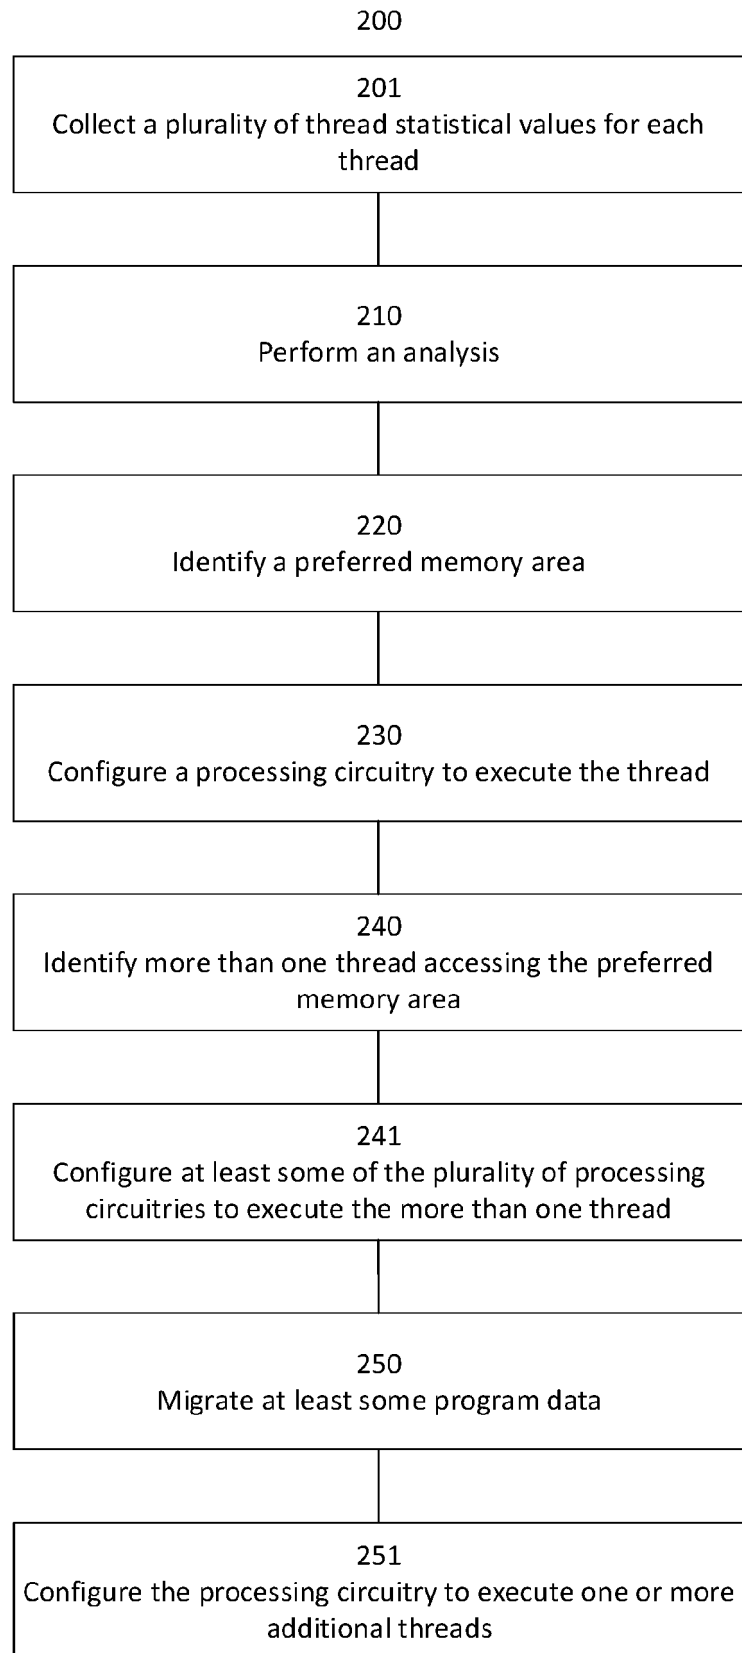 200
201
Collect a plurality of thread statistical values for each
thread
210
Perform an analysis
220
Identify a preferred memory area
230
Configure a processing circuitry to execute the thread
240
Identify more than one thread accessing the preferred
memory area
241
Configure at least some of the plurality of processing
circuitries to execute the more than one thread
250
Migrate at least some program data
251
Configure the processing circuitry to execute one or more
additional threads